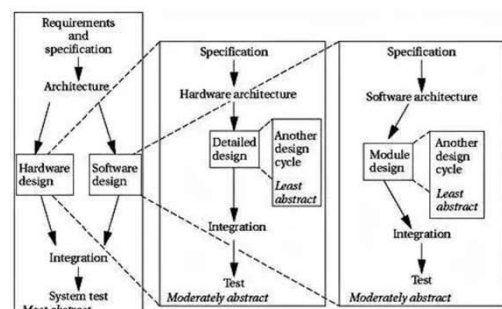 Requirements
and
specification
Architecture
Hardware
design
Software
design
Integration
System test
Most abstract
Specification
Hardware architecture
Detailed
design
Another
design
cycle
Least
abstract
Integration
Test
Moderately abstract
Specification
Software architecture
Module
design
Another
design
cycle
Least
abstract
Integration
Test
Moderately abstract